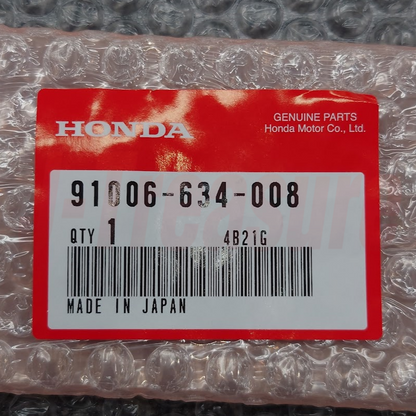 HONDA
GENUINE PARTS
Honda Motor Co., Ltd.
91006-634-008
QTY 1 4B21G
MADE IN JAPAN